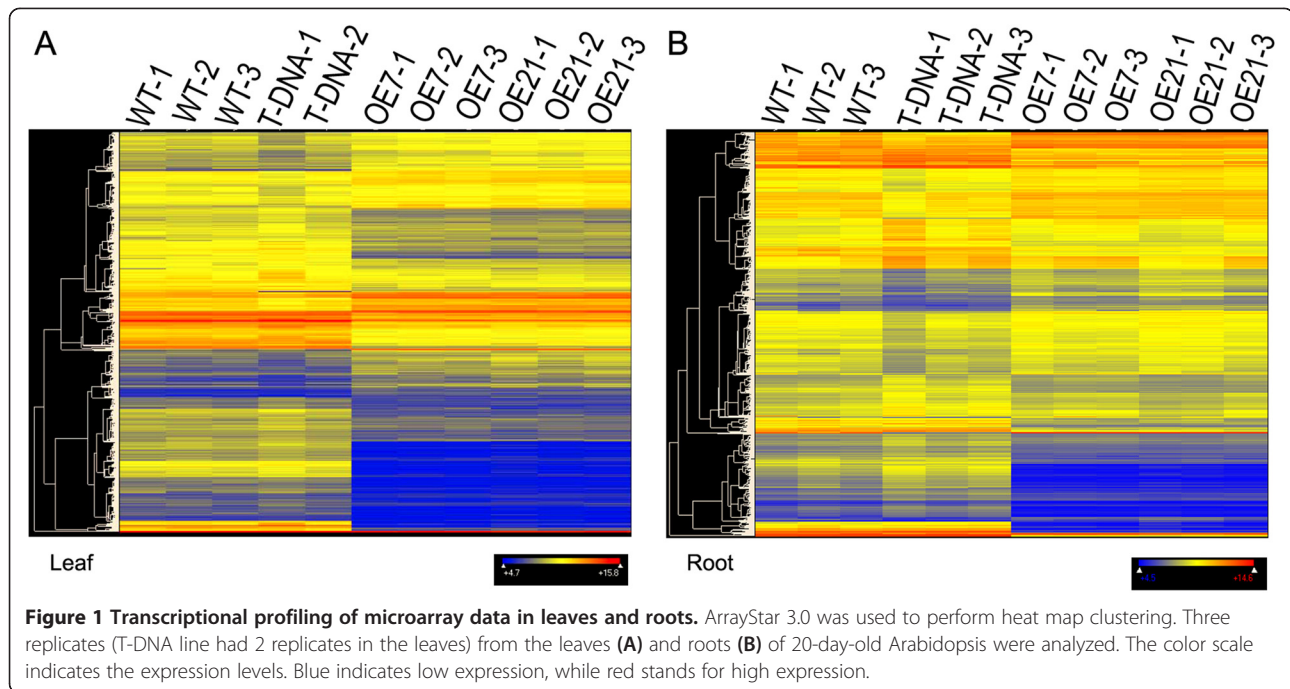 A
WT-1 WT-2 WT-3 T-DNA-1 T-DNA-2 OE7-1 OE7-2 OE7-3 OE21-1 OE21-2 OE21-3
Leaf
+4.7 +15.8
B
WT-1 WT-2 WT-3 T-DNA-1 T-DNA-2 T-DNA-3 OE7-1 OE7-2 OE7-3 OE21-1 OE21-2 OE21-3
Root
+14.6
Figure 1 Transcriptional profiling of microarray data in leaves and roots. ArrayStar 3.0 was used to perform heat map clustering. Three
replicates (T-DNA line had 2 replicates in the leaves) from the leaves (A) and roots (B) of 20-day-old Arabidopsis were analyzed. The color scale
indicates the expression levels. Blue indicates low expression, while red stands for high expression.